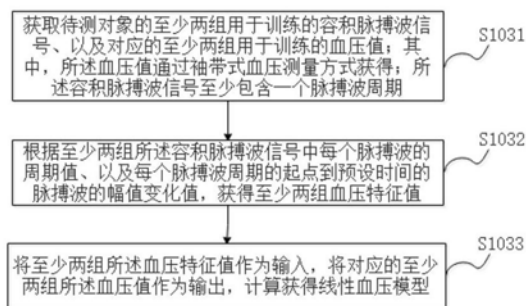 获取待测对象的至少两组用于训练的容积脉搏波信
号、以及对应的至少两组用于训练的血压值；其
中，所述血压值通过袖带式血压测量方式获得；所
述容积脉搏波信号至少包含一个脉搏波周期
S1031
根据至少两组所述容积脉搏波信号中每个脉搏波的
周期值、以及每个脉搏波周期的起点到预设时间的
脉搏波的幅值变化值，获得至少两组血压特征值
S1032
将至少两组所述血压特征值作为输入，将对应的至少
两组所述血压值作为输出，计算获得线性血压模型
S1033